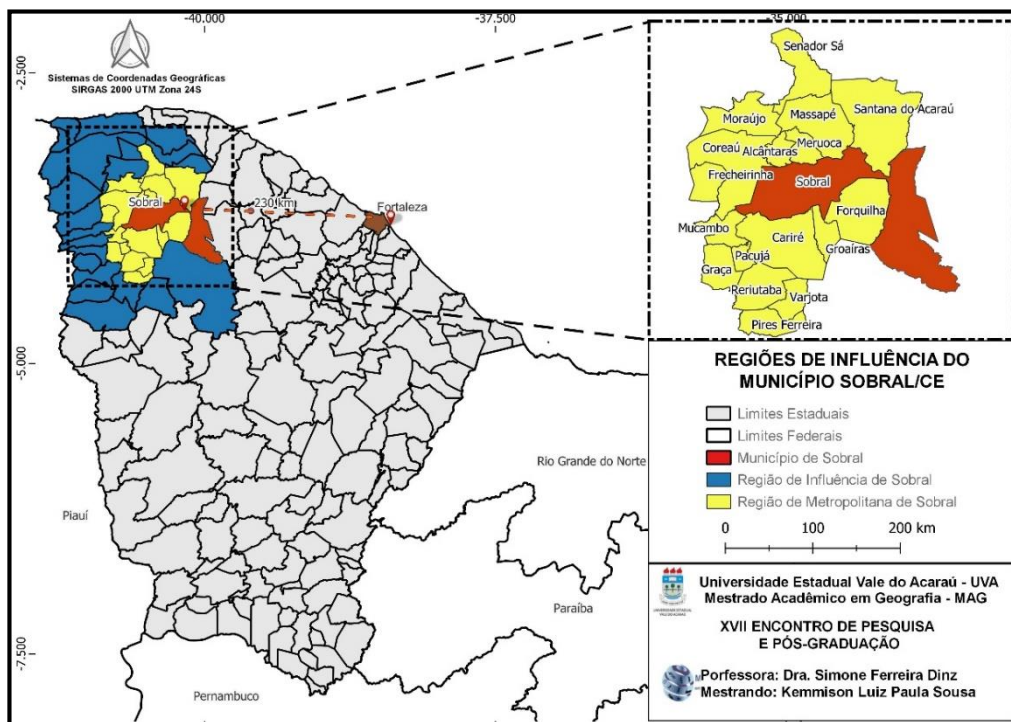 -40.000
-37.500
-35.000
-2.500
-5.000
-7.500
Sistemas de Coordenadas Geográficas
SIRGAS 2000 UTM Zona 24S
Sobral
230 km
Fortaleza
Piauí
Rio Grande do Norte
Paraíba
Pernambuco
Senador Sá
Santana do Acaraú
Moraújo
Massapé
Coreaú
Alcântaras
Meruoca
Frecheirinha
Sobral
Forquilha
Mucambo
Cariré
Groaíras
Pacujá
Graça
Reriutaba
Varjota
Pires Ferreira
REGIÕES DE INFLUÊNCIA DO
MUNICÍPIO SOBRAL/CE
Limites Estaduais
Limites Federais
Município de Sobral
Região de Influência de Sobral
Região de Metropolitana de Sobral
0 100 200 km
Universidade Estadual Vale do Acaraú - UVA
Mestrado Acadêmico em Geografia - MAG
XVII ENCONTRO DE PESQUISA
E PÓS-GRADUAÇÃO
Porfessora: Dra. Simone Ferreira Dinz
Mestrando: Kemmison Luiz Paula Sousa